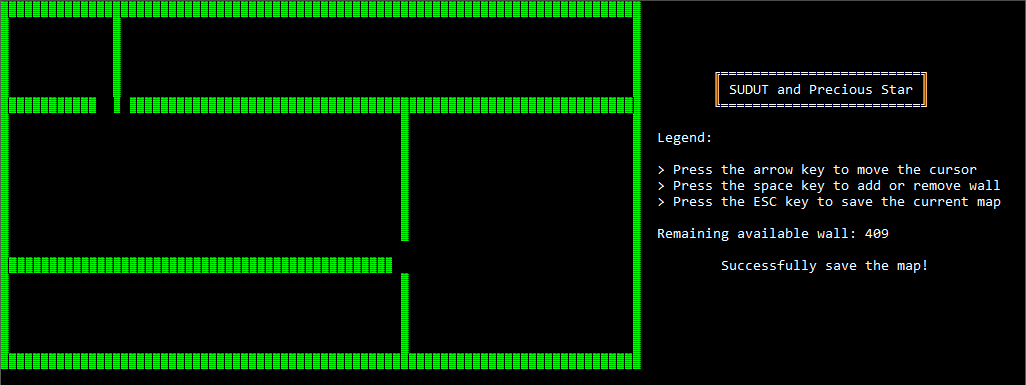 SUDUT and Precious Star
Legend:
> Press the arrow key to move the cursor
> Press the space key to add or remove wall
> Press the ESC key to save the current map
Remaining available wall: 409
Successfully save the map!